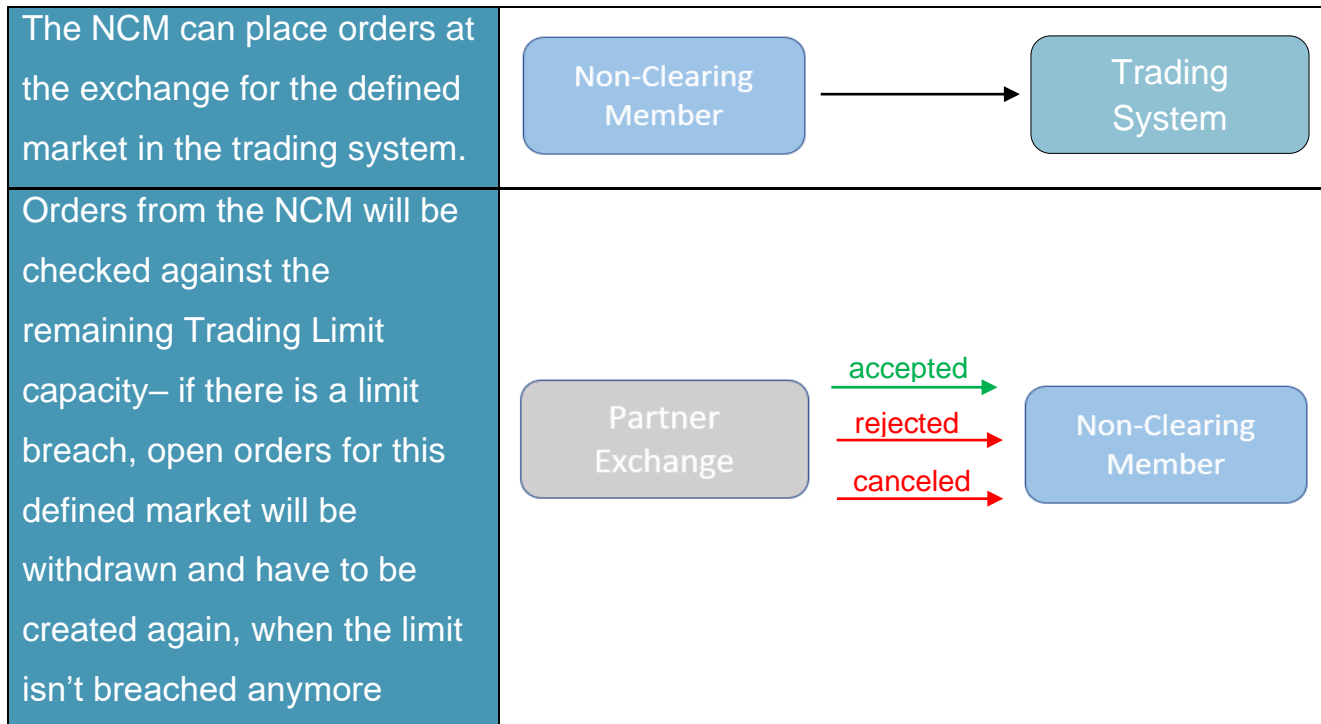 The NCM can place orders at
the exchange for the defined
market in the trading system.
Non-Clearing
Member
Trading
System
Orders from the NCM will be
checked against the
remaining Trading Limit
capacity– if there is a limit
breach, open orders for this
defined market will be
withdrawn and have to be
created again, when the limit
isn’t breached anymore
Partner
Exchange
accepted
rejected
canceled
Non-Clearing
Member